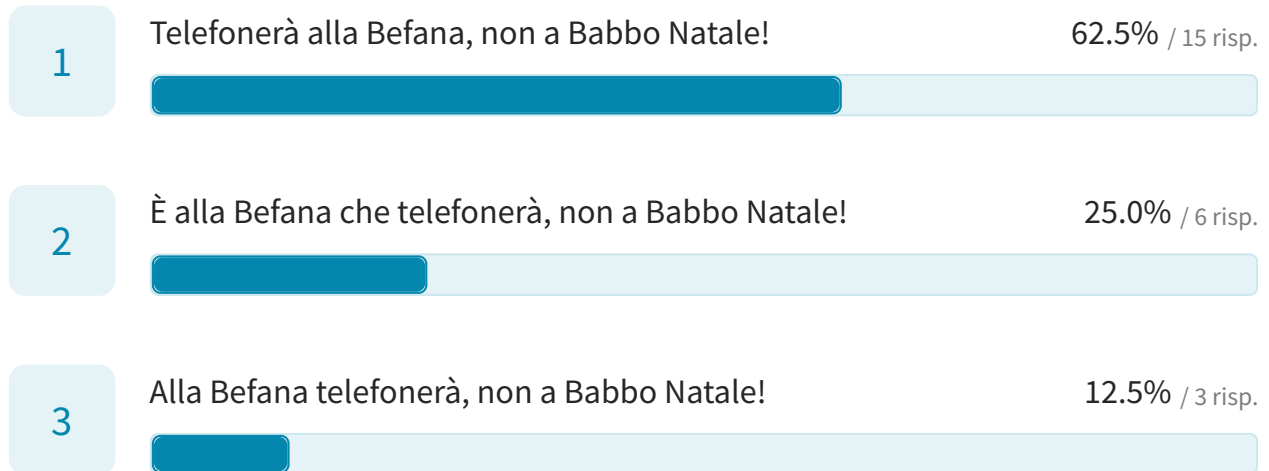 1
Telefonerà alla Befana, non a Babbo Natale!
62.5% / 15 risp.
2
È alla Befana che telefonerà, non a Babbo Natale!
25.0% / 6 risp.
3
Alla Befana telefonerà, non a Babbo Natale!
12.5% / 3 risp.